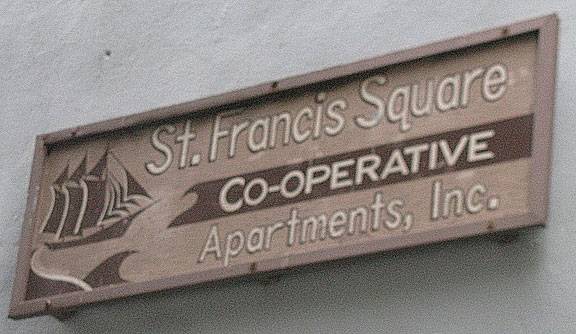 St. Francis Square
CO-OPERATIVE
Apartments, Inc.